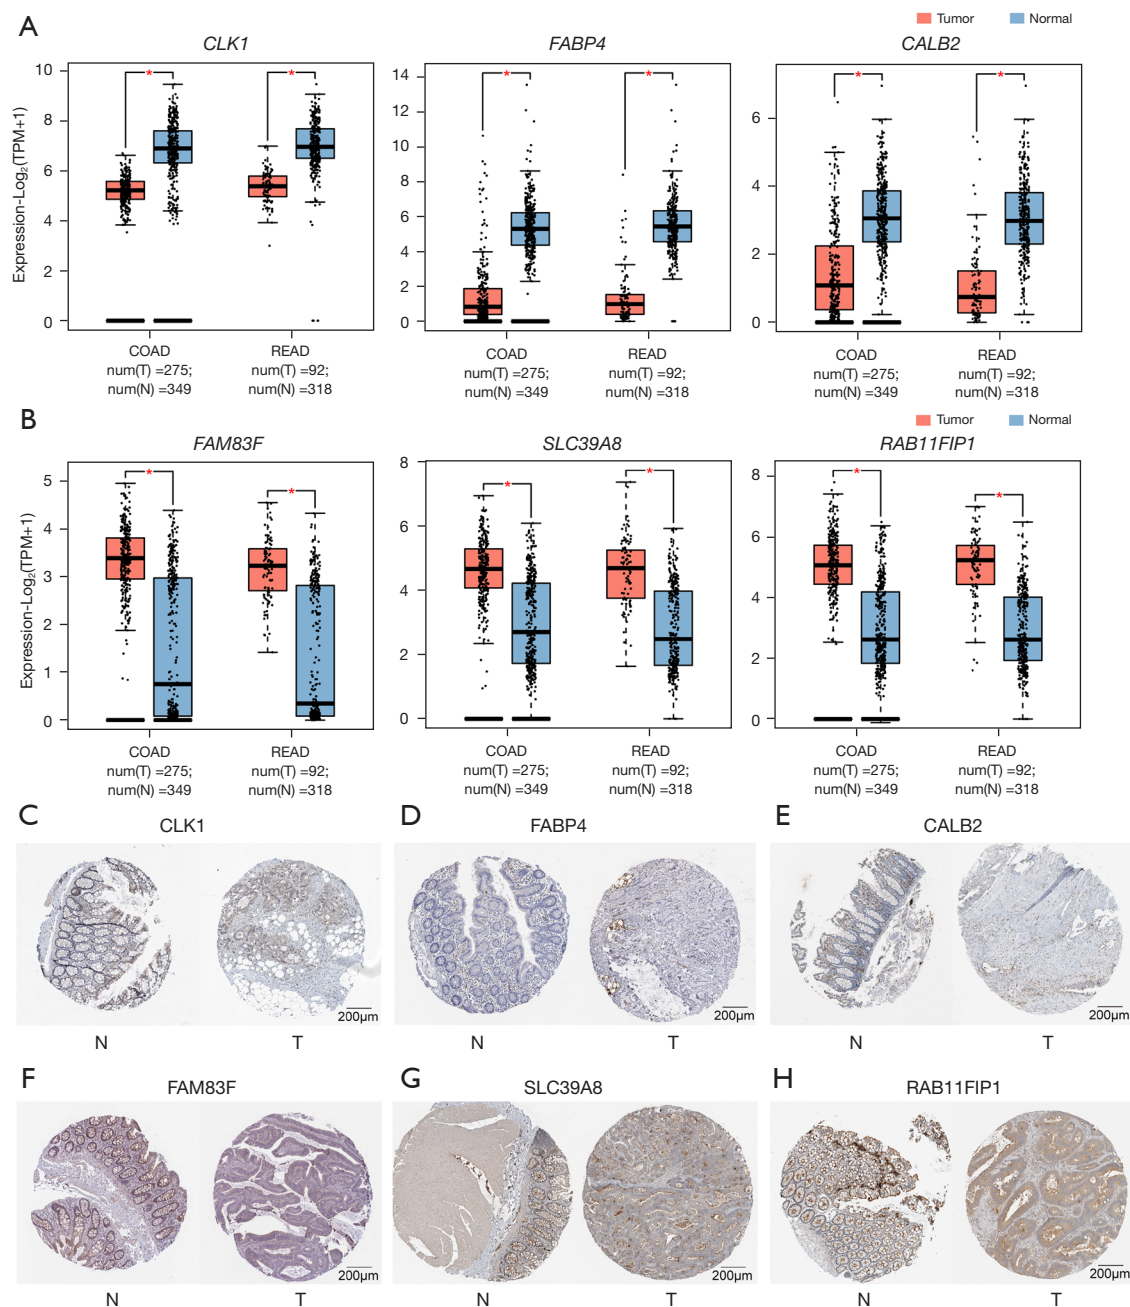 A
Tumor Normal
CLK1 FABP4 CALB2
Expression-Log₂(TPM+1)
10
8
6
4
2
0
14
12
10
8
6
4
2
0
6
4
2
0
COAD READ COAD READ COAD READ
num(T) =275; num(T) =92; num(T) =275; num(T) =92; num(T) =275; num(T) =92;
num(N) =349 num(N) =318 num(N) =349 num(N) =318 num(N) =349 num(N) =318
B
Tumor Normal
FAM83F SLC39A8 RAB11FIP1
Expression-Log₂(TPM+1)
5
4
3
2
1
0
8
6
4
2
0
8
6
4
2
0
COAD READ COAD READ COAD READ
num(T) =275; num(T) =92; num(T) =275; num(T) =92; num(T) =275; num(T) =92;
num(N) =349 num(N) =318 num(N) =349 num(N) =318 num(N) =349 num(N) =318
C D E
CLK1 FABP4 CALB2
200μm 200μm 200μm
N T N T N T
F G H
FAM83F SLC39A8 RAB11FIP1
200μm 200μm 200μm
N T N T N T